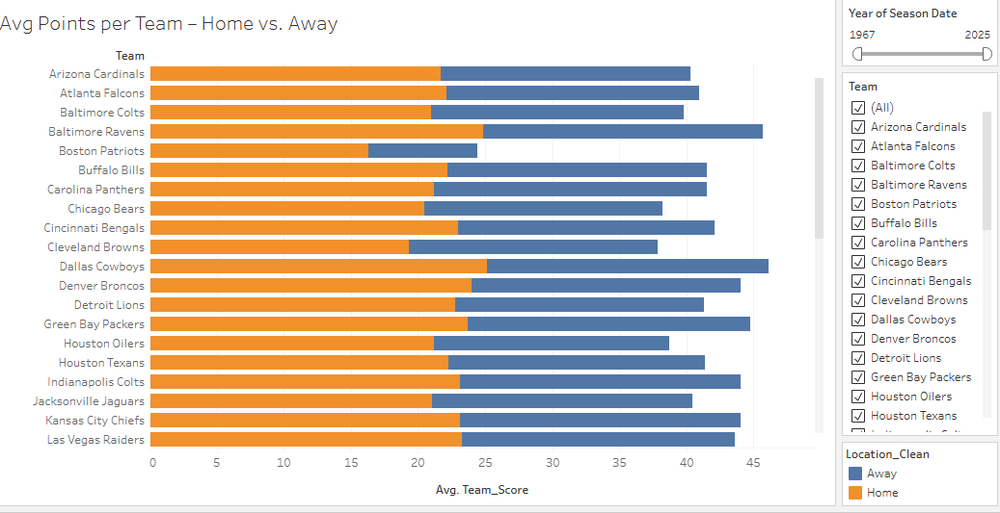 Avg Points per Team – Home vs. Away
Team
Arizona Cardinals
Atlanta Falcons
Baltimore Colts
Baltimore Ravens
Boston Patriots
Buffalo Bills
Carolina Panthers
Chicago Bears
Cincinnati Bengals
Cleveland Browns
Dallas Cowboys
Denver Broncos
Detroit Lions
Green Bay Packers
Houston Oilers
Houston Texans
Indianapolis Colts
Jacksonville Jaguars
Kansas City Chiefs
Las Vegas Raiders
0 5 10 15 20 25 30 35 40 45
Avg. Team_Score
Year of Season Date
1967 2025
Team
(All)
Arizona Cardinals
Atlanta Falcons
Baltimore Colts
Baltimore Ravens
Boston Patriots
Buffalo Bills
Carolina Panthers
Chicago Bears
Cincinnati Bengals
Cleveland Browns
Dallas Cowboys
Denver Broncos
Detroit Lions
Green Bay Packers
Houston Oilers
Houston Texans
Location_Clean
Away
Home